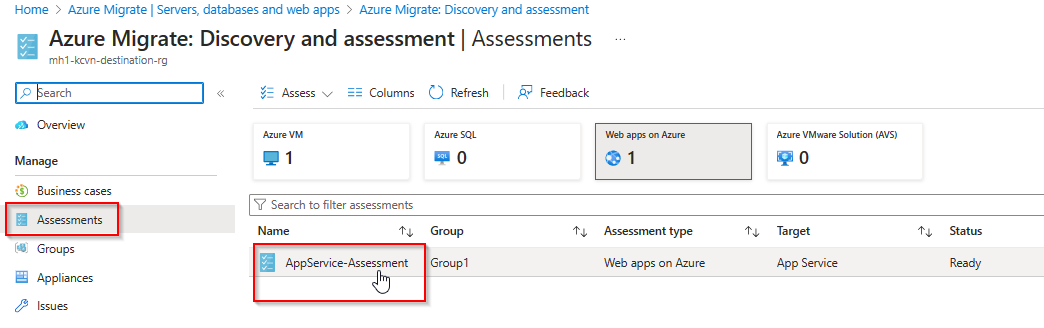 Home > Azure Migrate | Servers, databases and web apps > Azure Migrate: Discovery and assessment
Azure Migrate: Discovery and assessment | Assessments ...
mh1-kcvn-destination-rg
Search
Overview
Manage
Business cases
Assessments
Groups
Appliances
Issues
Assess Columns Refresh Feedback
Azure VM
1
Azure SQL
SQL
0
Web apps on Azure
1
Azure VMware Solution (AVS)
0
Search to filter assessments
Name Group Assessment type Target Status
AppService-Assessment Group1 Web apps on Azure App Service Ready